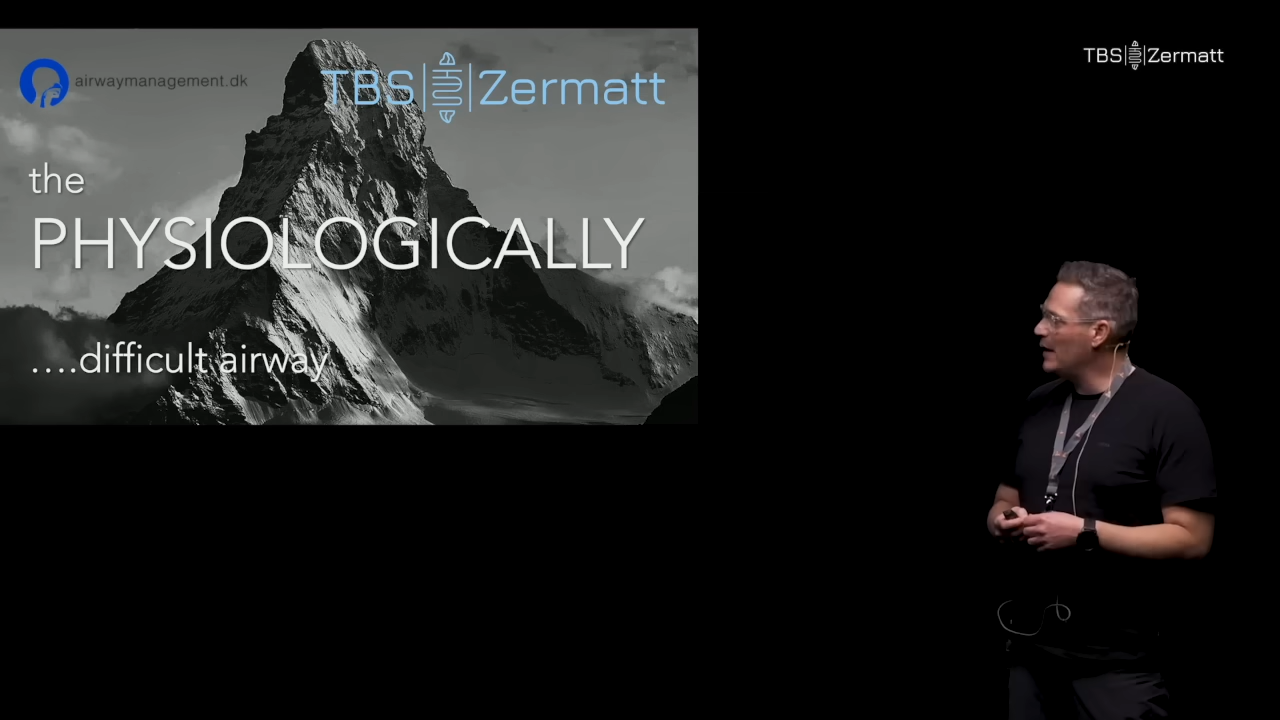 airwaymanagement.dk
TBS Zermatt
the
PHYSIOLOGICALLY
....difficult airway
TBS Zermatt